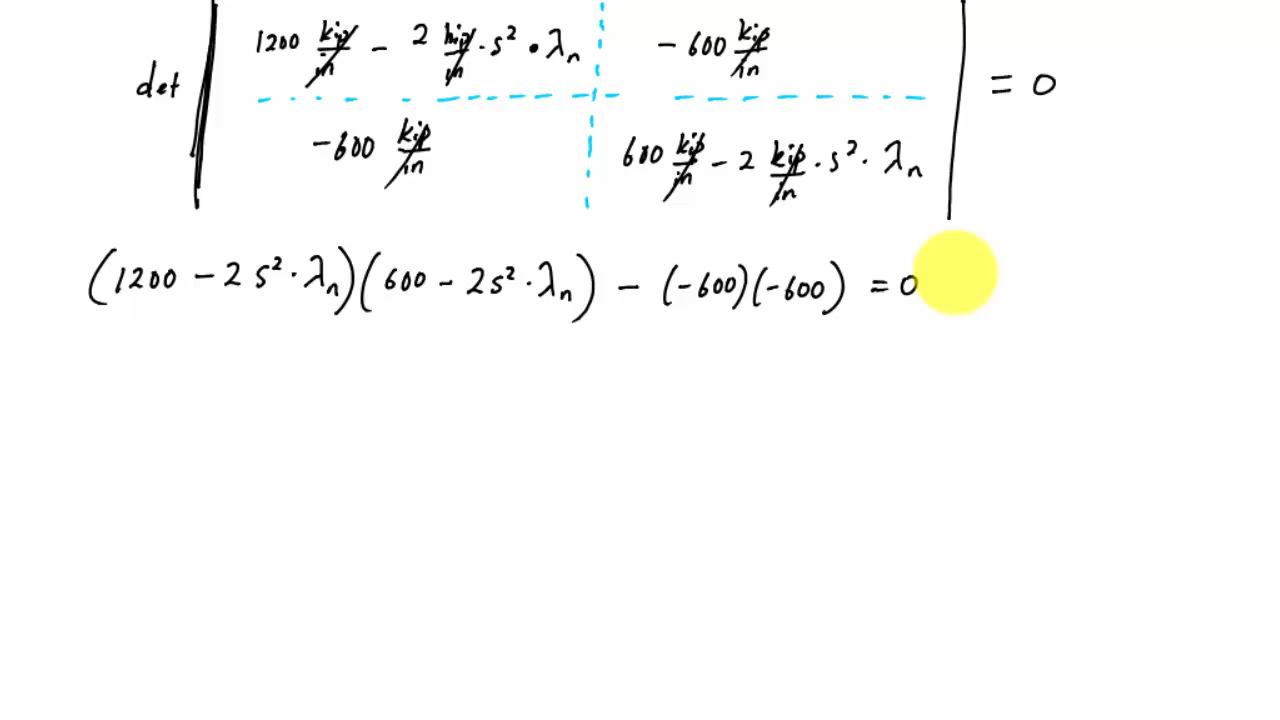 det | 1200 kip/in - 2 kip/in · s² · λn   - 600 kip/in | = 0
-600 kip/in   600 kip/in - 2 kip/in · s² · λn
(1200 - 2 s² · λn)(600 - 2s² · λn) - (-600)(-600) = 0